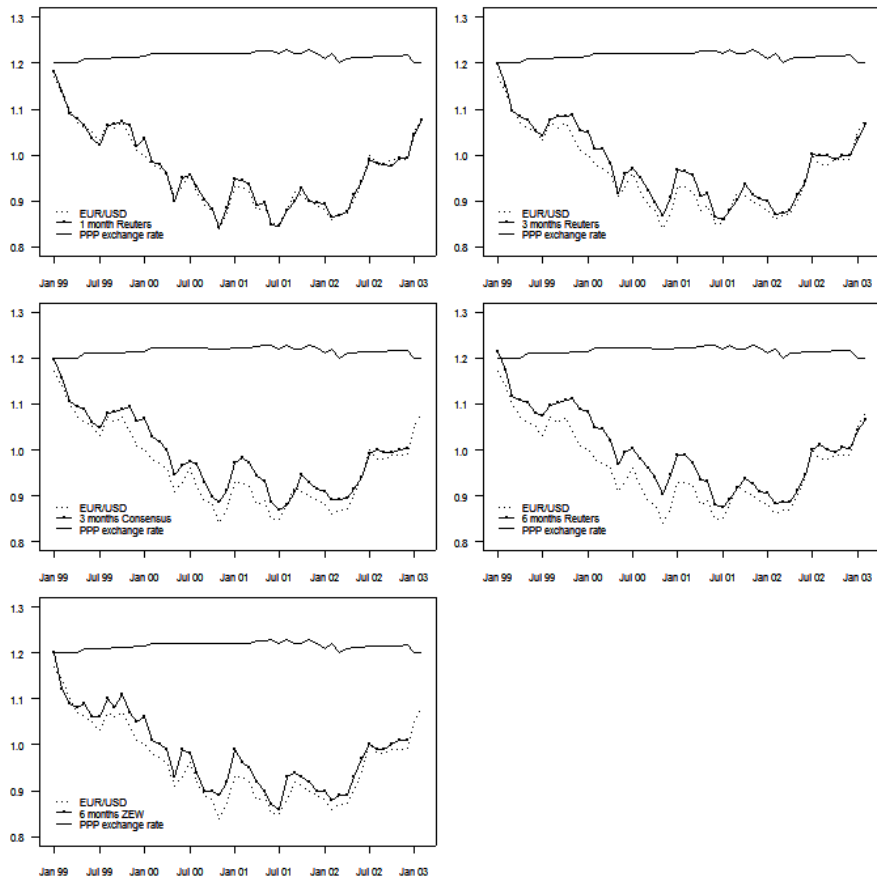 1.3
1.2
1.1
1.0
0.9
0.8
EUR/USD
1 month Reuters
PPP exchange rate
Jan 99 Jul 99 Jan 00 Jul 00 Jan 01 Jul 01 Jan 02 Jul 02 Jan 03
1.3
1.2
1.1
1.0
0.9
0.8
EUR/USD
3 months Reuters
PPP exchange rate
Jan 99 Jul 99 Jan 00 Jul 00 Jan 01 Jul 01 Jan 02 Jul 02 Jan 03
1.3
1.2
1.1
1.0
0.9
0.8
EUR/USD
3 months Consensus
PPP exchange rate
Jan 99 Jul 99 Jan 00 Jul 00 Jan 01 Jul 01 Jan 02 Jul 02 Jan 03
1.3
1.2
1.1
1.0
0.9
0.8
EUR/USD
6 months Reuters
PPP exchange rate
Jan 99 Jul 99 Jan 00 Jul 00 Jan 01 Jul 01 Jan 02 Jul 02 Jan 03
1.3
1.2
1.1
1.0
0.9
0.8
EUR/USD
6 months ZEW
PPP exchange rate
Jan 99 Jul 99 Jan 00 Jul 00 Jan 01 Jul 01 Jan 02 Jul 02 Jan 03